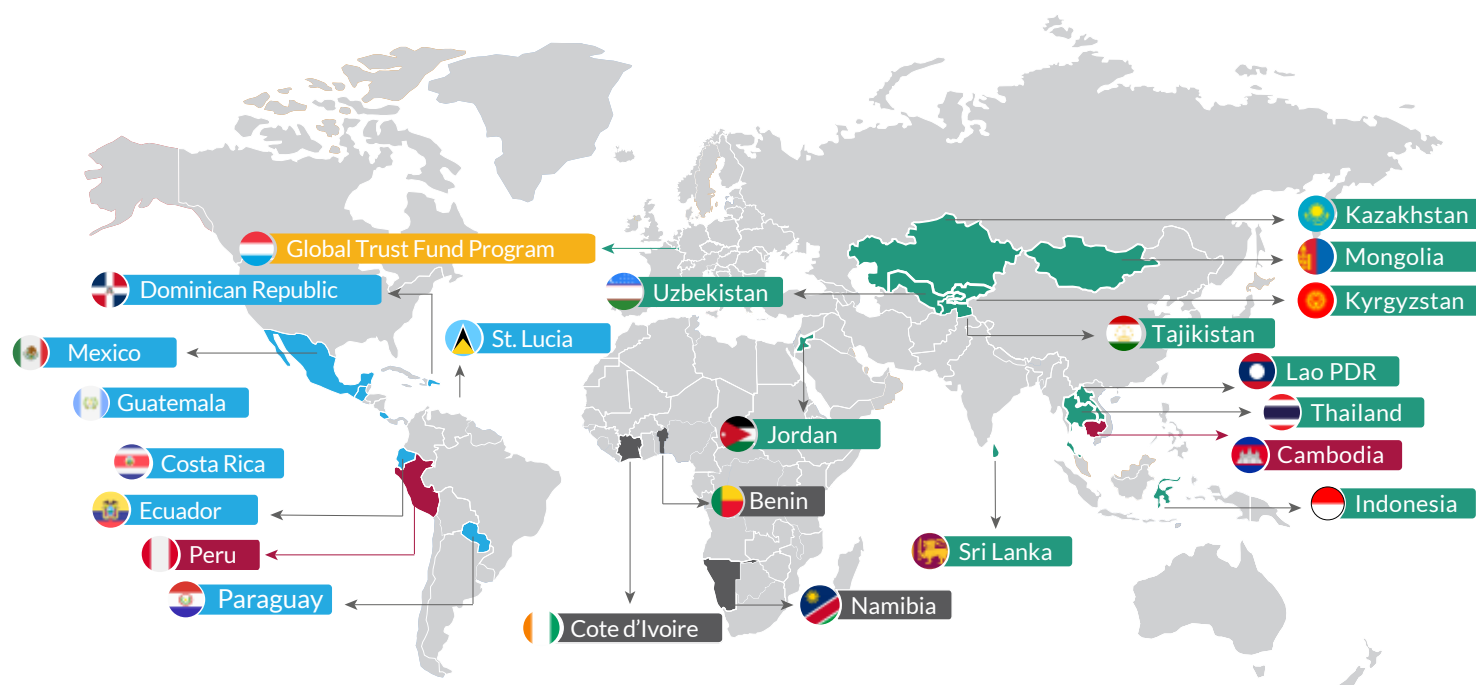 Kazakhstan
Global Trust Fund Program
Mongolia
Dominican Republic
Uzbekistan
Kyrgyzstan
Tajikistan
St. Lucia
Mexico
Lao PDR
Guatemala
Thailand
Jordan
Cambodia
Costa Rica
Benin
Indonesia
Ecuador
Peru
Sri Lanka
Paraguay
Namibia
Cote d’Ivoire